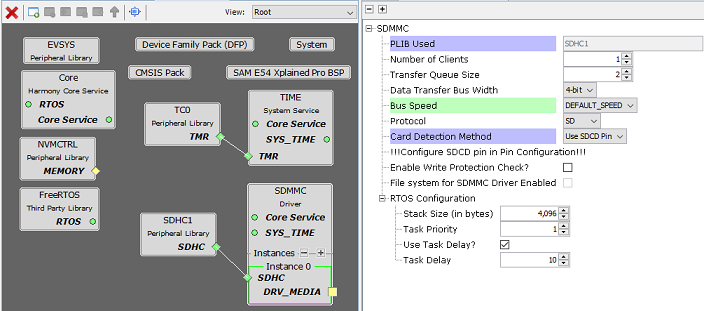 View: Root
EVSYS
Peripheral Library
Device Family Pack (DFP)
System
CMSIS Pack
SAM E54 Xplained Pro BSP
Core
Harmony Core Service
RTOS
Core Service
TC0
Peripheral Library
TMR
TIME
System Service
Core Service
SYS_TIME
TMR
NVMCTRL
Peripheral Library
MEMORY
FreeRTOS
Third Party Library
RTOS
SDHC1
Peripheral Library
SDHC
SDMMC
Driver
Core Service
SYS_TIME
Instances
Instance 0
SDHC
DRV_MEDIA
SDMMC
PLIB Used SDHC1
Number of Clients 1
Transfer Queue Size 2
Data Transfer Bus Width 4-bit
Bus Speed DEFAULT_SPEED
Protocol SD
Card Detection Method Use SDCD Pin
!!!Configure SDCD pin in Pin Configuration!!!
Enable Write Protection Check?
File system for SDMMC Driver Enabled
RTOS Configuration
Stack Size (in bytes) 4,096
Task Priority 1
Use Task Delay?
Task Delay 10